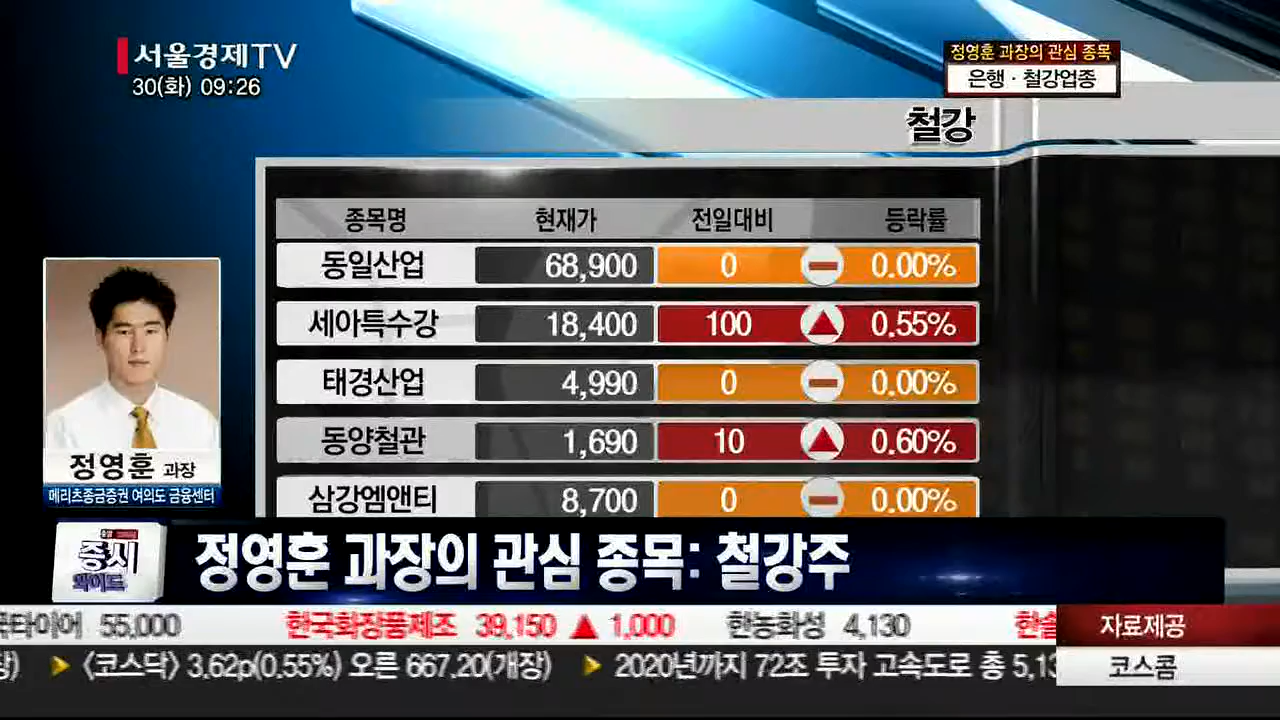 서울경제TV
30(화) 09:26
정영훈 과장의 관심 종목
은행 · 철강업종
철강
종목명 현재가 전일대비 등락률
동일산업 68,900 0 0.00%
세아특수강 18,400 100 ▲ 0.55%
태경산업 4,990 0 0.00%
동양철관 1,690 10 ▲ 0.60%
삼강엠앤티 8,700 0 0.00%
정영훈 과장
메리츠종금증권 여의도 금융센터
증시
와이드
정영훈 과장의 관심 종목: 철강주
타이어 55,000 한국화장품제조 39,150 ▲ 1,000 한농화성 4,130 한솔
자료제공
〈코스닥〉 3.62p(0.55%) 오른 667.20(개장) 2020년까지 72조 투자 고속도로 총 5,13
코스콤